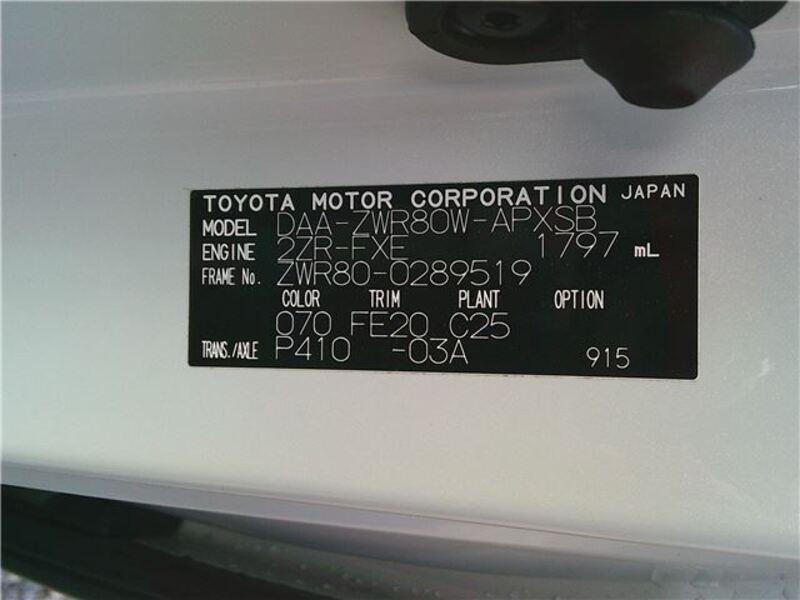 TOYOTA MOTOR CORPORATION JAPAN
MODEL DAA-ZWR80W-APXSB
ENGINE 2ZR-FXE 1797 mL
FRAME No. ZWR80-0289519
COLOR TRIM PLANT OPTION
070 FE20 C25
TRANS./AXLE P410 -03A 915